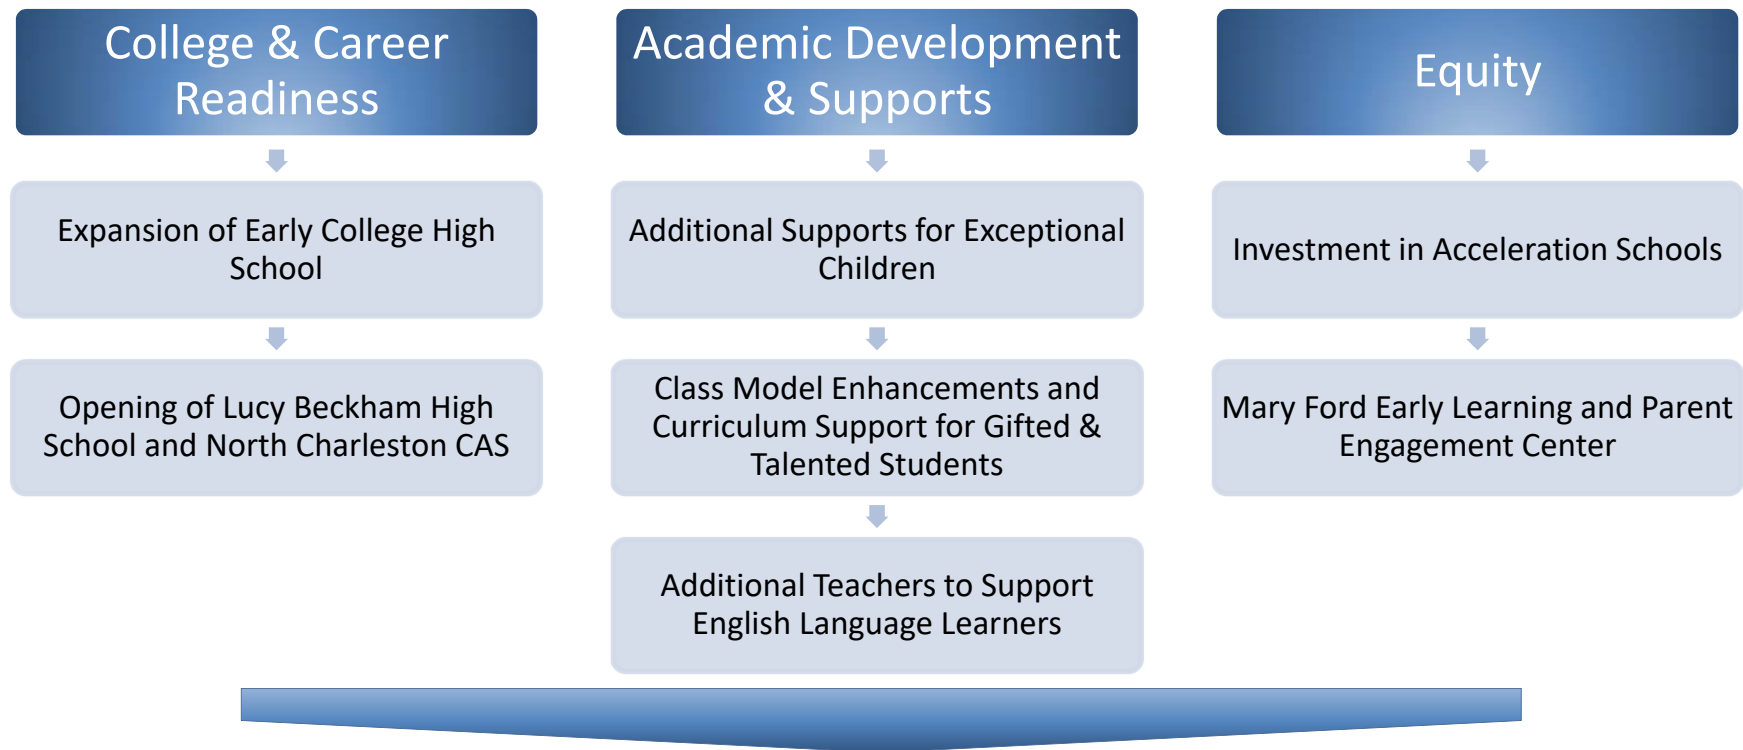 College & Career
Readiness
Expansion of Early College High
School
Opening of Lucy Beckham High
School and North Charleston CAS
Academic Development
& Supports
Additional Supports for Exceptional
Children
Class Model Enhancements and
Curriculum Support for Gifted &
Talented Students
Additional Teachers to Support
English Language Learners
Equity
Investment in Acceleration Schools
Mary Ford Early Learning and Parent
Engagement Center